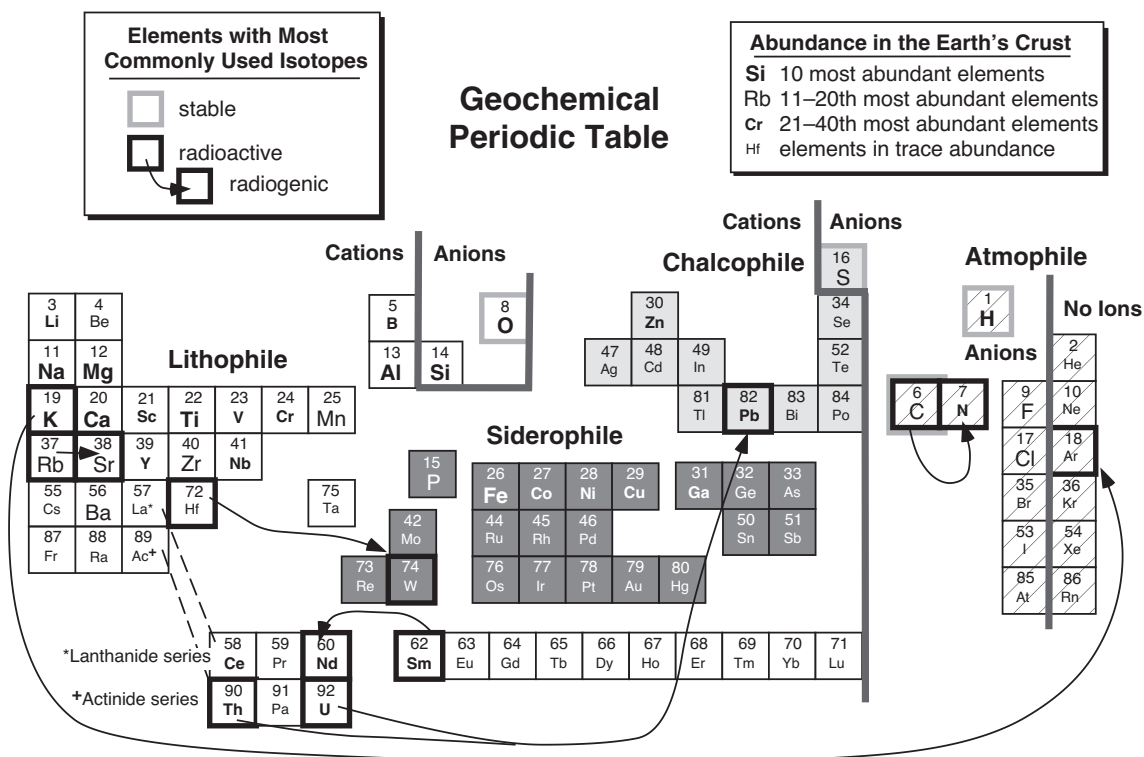 Elements with Most
Commonly Used Isotopes
stable
radioactive
radiogenic
Geochemical
Periodic Table
Abundance in the Earth's Crust
Si 10 most abundant elements
Rb 11–20th most abundant elements
Cr 21–40th most abundant elements
Hf elements in trace abundance
Cations Anions
Lithophile
3 4
Li Be
11 12
Na Mg
19 20 21 22 23 24 25
K Ca Sc Ti V Cr Mn
37 38 39 40 41
Rb Sr Y Zr Nb
55 56 57 72 75
Cs Ba La* Hf Ta
87 88 89
Fr Ra Ac+
5 8
B O
13 14
Al Si
Cations Anions
Chalcophile
16
S
30 34
Zn Se
47 48 49 52
Ag Cd In Te
81 82 83 84
Tl Pb Bi Po
Siderophile
15
P
26 27 28 29 31 32 33
Fe Co Ni Cu Ga Ge As
42 44 45 46 50 51
Mo Ru Rh Pd Sn Sb
73 74 76 77 78 79 80
Re W Os Ir Pt Au Hg
Atmophile
1
H
No Ions
Anions
2
He
6 7 9 10
C N F Ne
17 18
Cl Ar
35 36
Br Kr
53 54
I Xe
85 86
At Rn
*Lanthanide series
58 59 60 62 63 64 65 66 67 68 69 70 71
Ce Pr Nd Sm Eu Gd Tb Dy Ho Er Tm Yb Lu
+Actinide series
90 91 92
Th Pa U